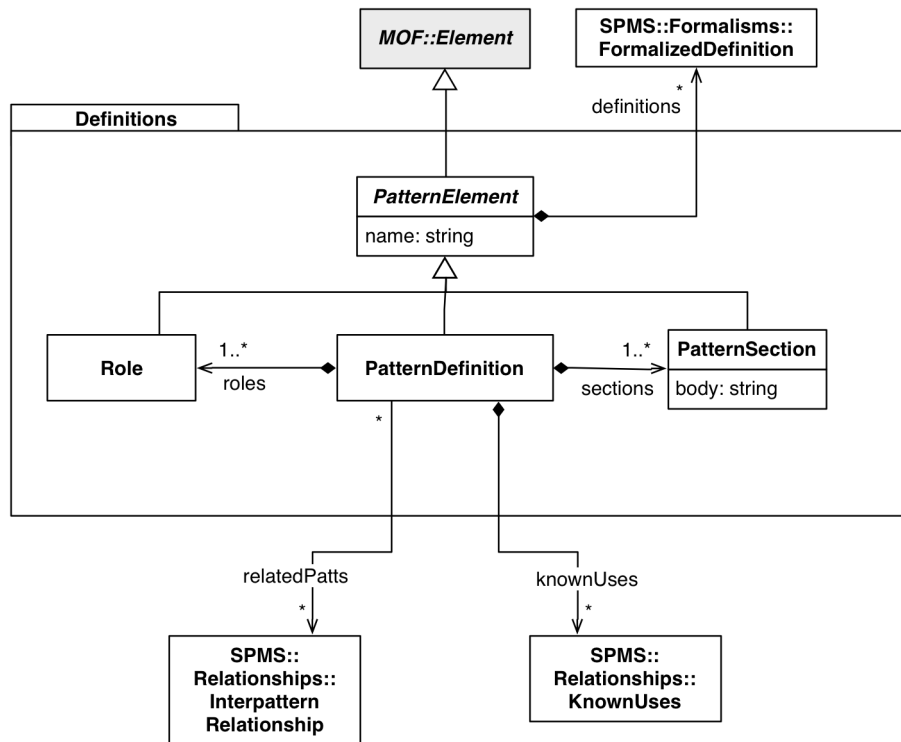 MOF::Element
SPMS::Formalisms::
FormalizedDefinition
*
definitions
Definitions
PatternElement
name: string
Role
1..*
roles
PatternDefinition
1..*
sections
PatternSection
body: string
*
relatedPatts
*
knownUses
*
SPMS::
Relationships::
Interpattern
Relationship
SPMS::
Relationships::
KnownUses